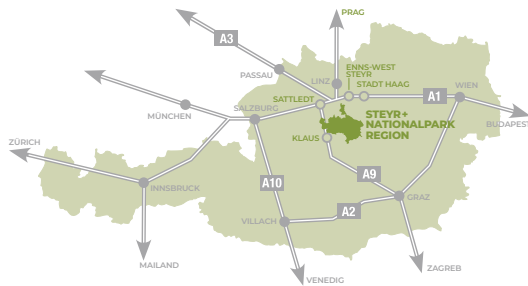 PRAG
A3
PASSAU
LINZ
ENNS-WEST
STEYR
STADT HAAG
WIEN
A1
SATTLEDT
MÜNCHEN
SALZBURG
STEYR+
NATIONALPARK
REGION
BUDAPEST
KLAUS
ZÜRICH
A9
INNSBRUCK
A10
GRAZ
A2
VILLACH
MAILAND
ZAGREB
VENEDIG